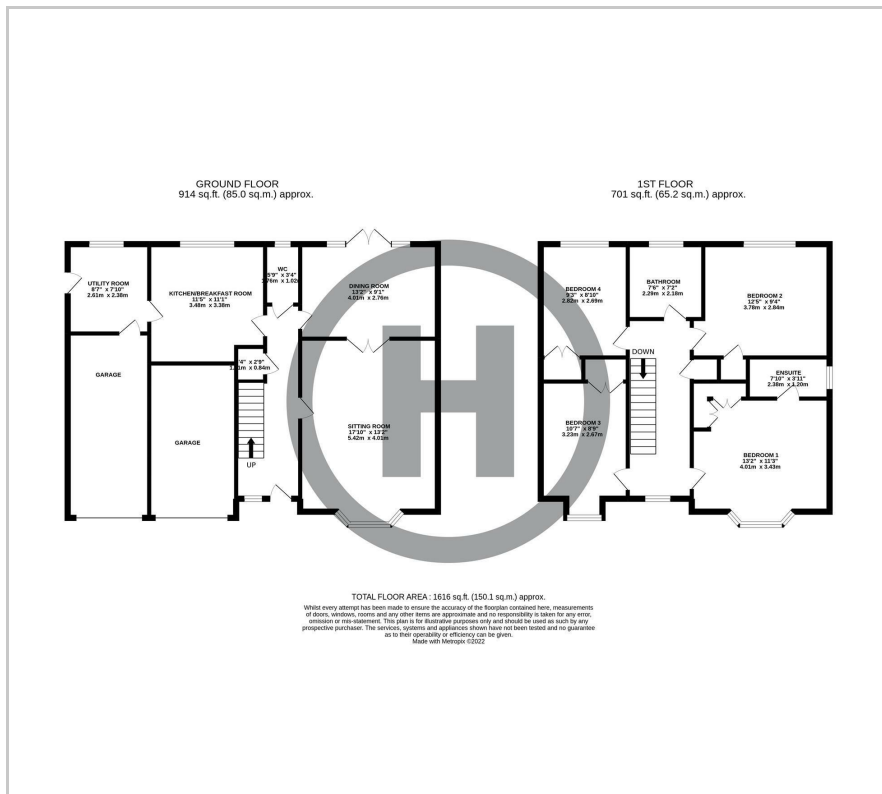 GROUND FLOOR
914 sq.ft. (85.0 sq.m.) approx.
UTILITY ROOM
8'7" x 7'10"
2.61m x 2.38m
KITCHEN/BREAKFAST ROOM
11'5" x 11'1"
3.48m x 3.38m
WC
5'9" x 3'4"
1.76m x 1.02m
DINING ROOM
13'2" x 9'1"
4.01m x 2.76m
'4" x 2'9"
x 0.84m
GARAGE
GARAGE
SITTING ROOM
17'10" x 13'2"
5.42m x 4.01m
UP
1ST FLOOR
701 sq.ft. (65.2 sq.m.) approx.
BEDROOM 4
9'3" x 8'10"
2.82m x 2.69m
BATHROOM
7'6" x 7'2"
2.29m x 2.18m
BEDROOM 2
12'5" x 9'4"
3.78m x 2.84m
DOWN
ENSUITE
7'10" x 3'11"
2.38m x 1.20m
BEDROOM 3
10'7" x 8'9"
3.23m x 2.67m
BEDROOM 1
13'2" x 11'3"
4.01m x 3.43m
H
TOTAL FLOOR AREA : 1616 sq.ft. (150.1 sq.m.) approx.
Whilst every attempt has been made to ensure the accuracy of the floorplan contained here, measurements
of doors, windows, rooms and any other items are approximate and no responsibility is taken for any error,
omission or mis-statement. This plan is for illustrative purposes only and should be used as such by any
prospective purchaser. The services, systems and appliances shown have not been tested and no guarantee
as to their operability or efficiency can be given.
Made with Metropix ©2022